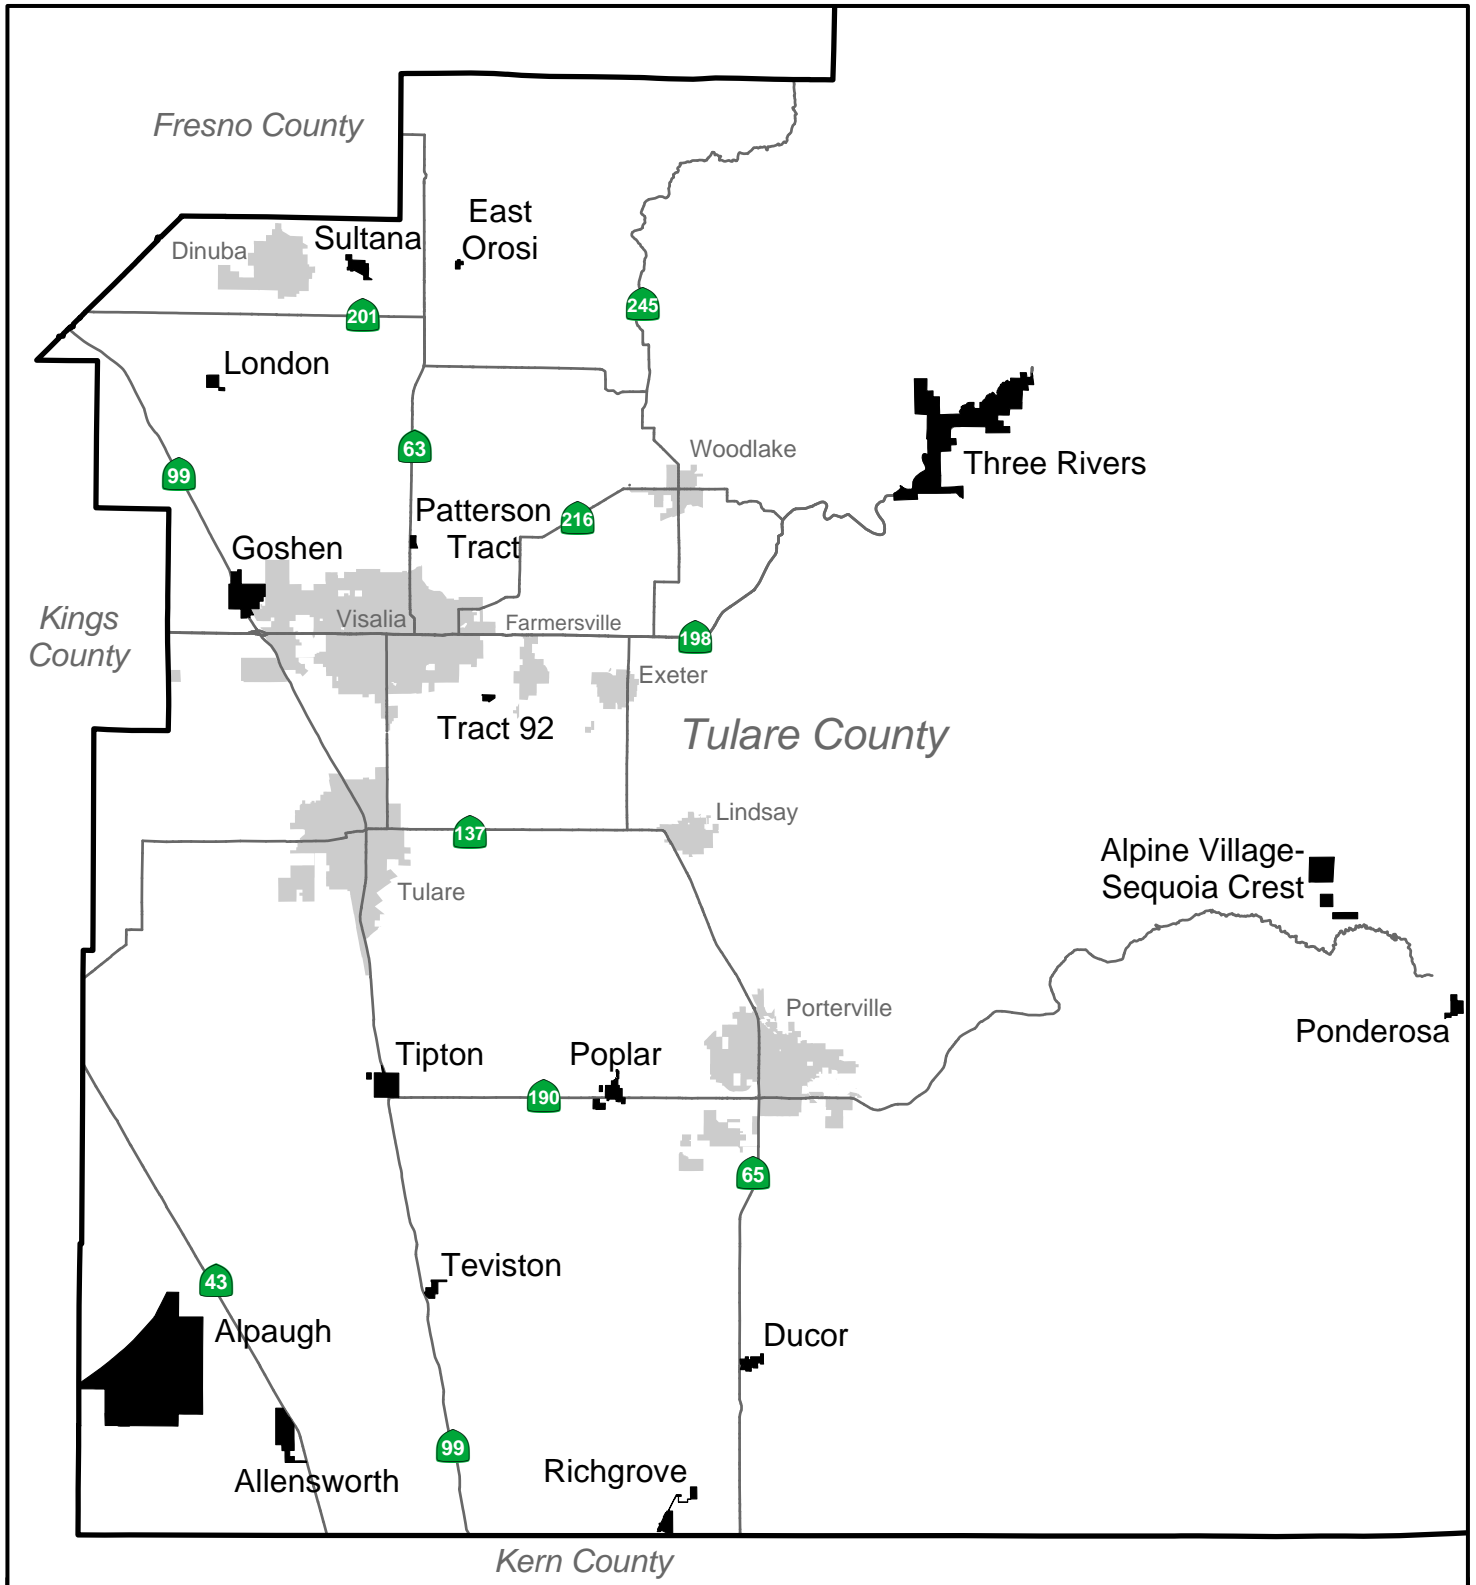 Fresno County
East
Orosi
Sultana
Dinuba
201
245
London
63
Woodlake
99
Three Rivers
Patterson
Tract
216
Goshen
Kings
County
Visalia
Farmersville
198
Exeter
Tract 92
Tulare County
Lindsay
137
Alpine Village-
Sequoia Crest
Tulare
Porterville
Ponderosa
Tipton
Poplar
190
65
Teviston
43
Alpaugh
Ducor
99
Richgrove
Allensworth
Kern County